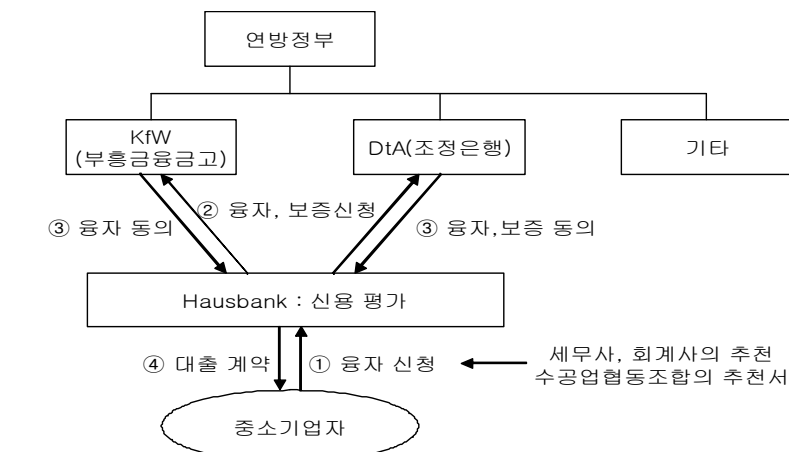 연방정부
KfW
(부흥금융금고)
DtA(조정은행)
기타
② 융자, 보증신청
③ 융자 동의
③ 융자,보증 동의
Hausbank : 신용 평가
④ 대출 계약
① 융자 신청
세무사, 회계사의 추천
수공업협동조합의 추천서
중소기업자